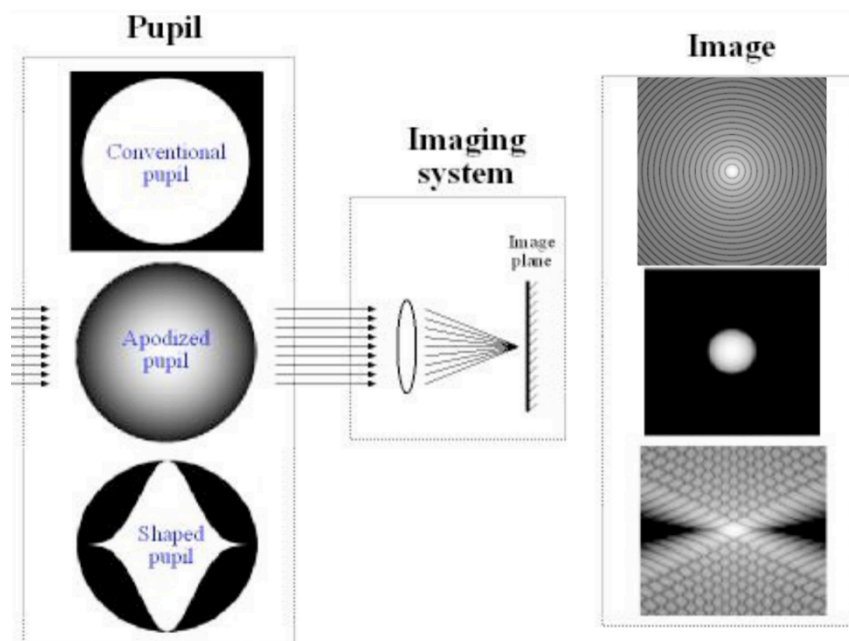 Pupil
Image
Conventional
pupil
Imaging
system
Image
plane
Apodized
pupil
Shaped
pupil